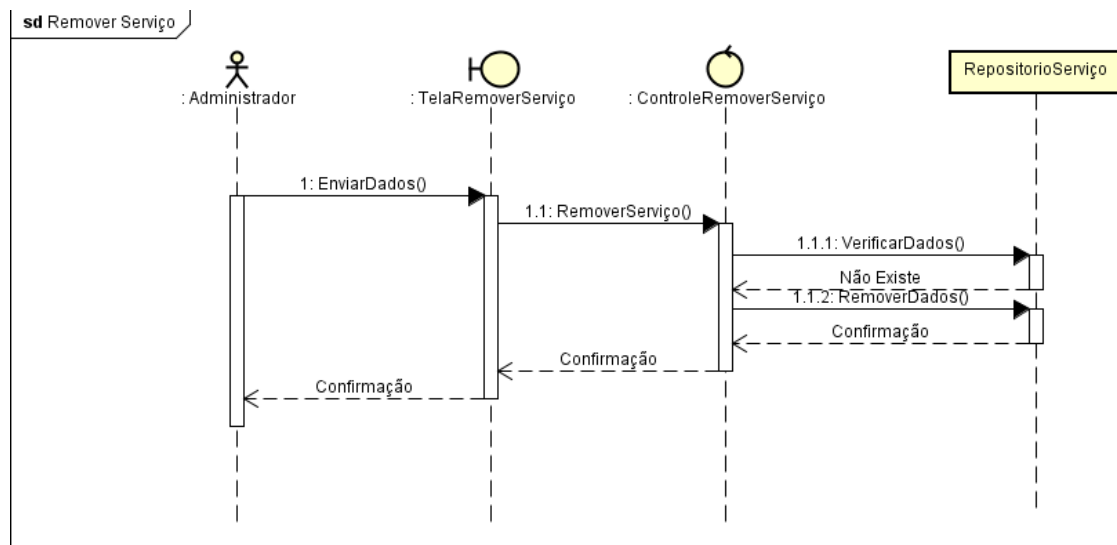 sd Remover Serviço
: Administrador
: TelaRemoverServiço
: ControleRemoverServiço
RepositorioServiço
1: EnviarDados()
1.1: RemoverServiço()
1.1.1: VerificarDados()
Não Existe
1.1.2: RemoverDados()
Confirmação
Confirmação
Confirmação